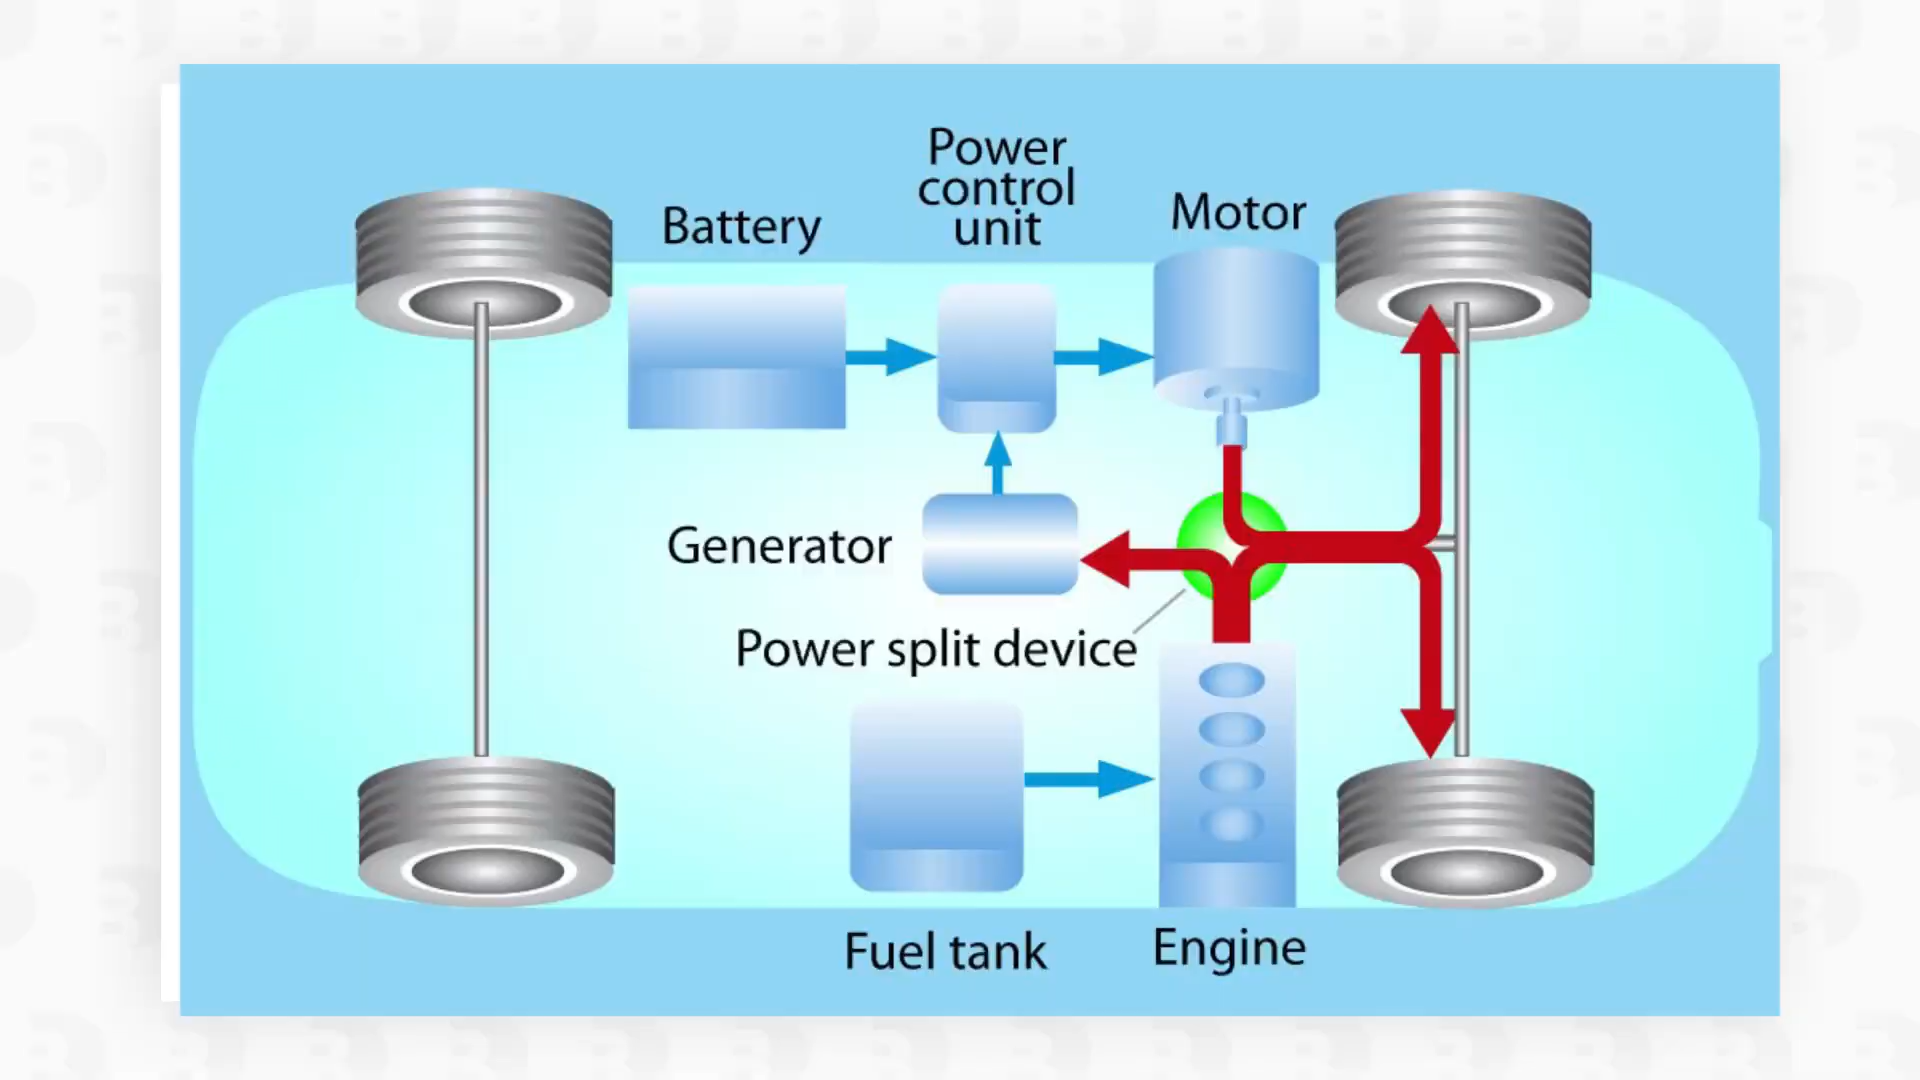 Power
control
unit
Battery
Motor
Generator
Power split device
Fuel tank
Engine